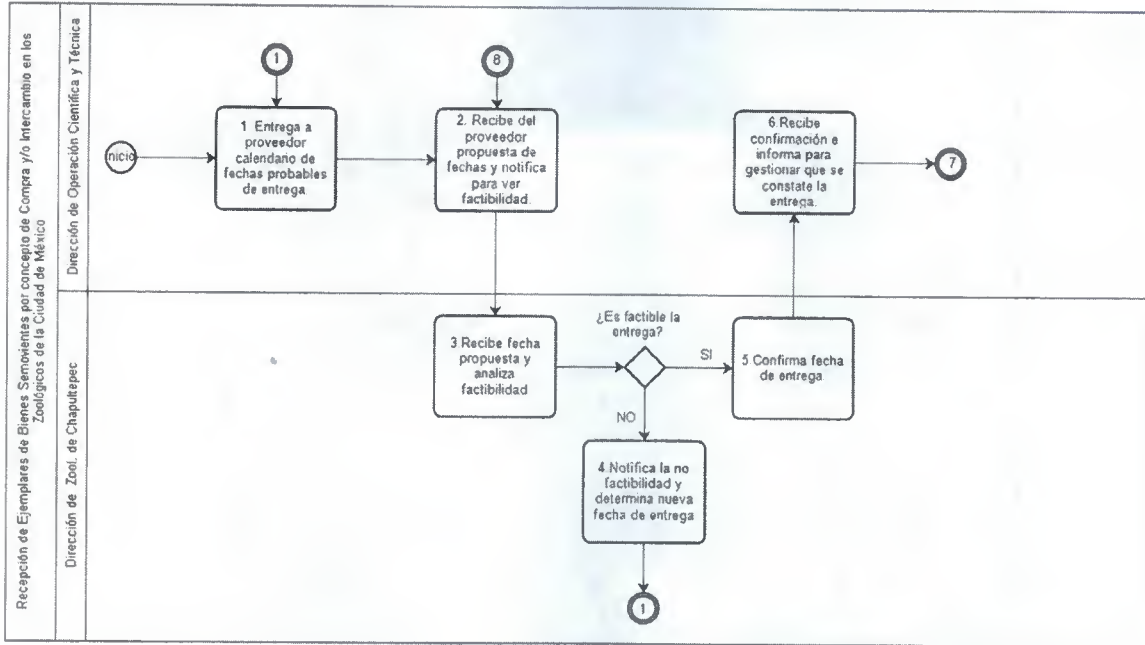 Recepción de Ejemplares de Bienes Semovientes por concepto de Compra y/o Intercambio en los
Zoológicos de la Ciudad de México
Dirección de Operación Científica y Técnica
nicio
1
1 Entrega a
proveedor
calendario de
fechas probables
de entrega
8
2. Recibe del
proveedor
propuesta de
fechas y notifica
para ver
factibilidad.
6.Recibe
confirmación e
informa para
gestionar que se
constate la
entrega.
7
Dirección de Zool. de Chapultepec
3.Recibe fecha
propuesta y
analiza
factibilidad
¿Es factible la
entrega?
SI
NO
5.Confirma fecha
de entrega
4.Notifica la no
factibilidad y
determina nueva
fecha de entrega
1